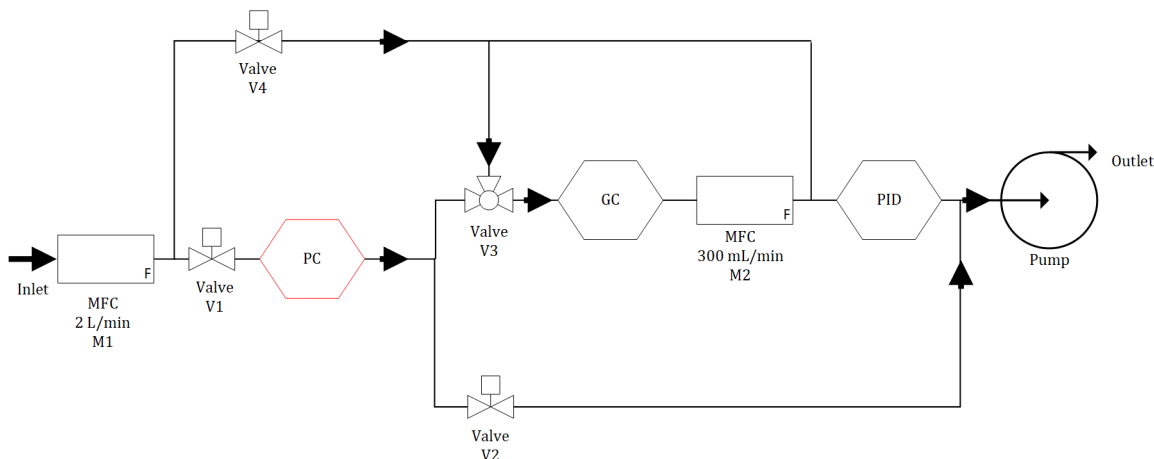 Valve
V4
GC
PID
Outlet
Valve
V3
F
PC
F
MFC
300 mL/min
M2
Pump
Inlet
Valve
V1
MFC
2 L/min
M1
Valve
V2